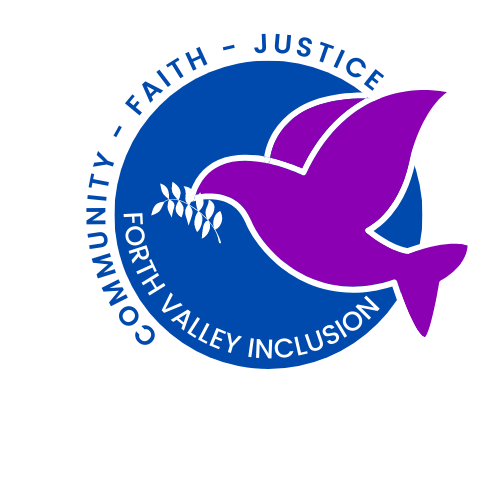 COMMUNITY - FAITH - JUSTICE
FORTH VALLEY INCLUSION